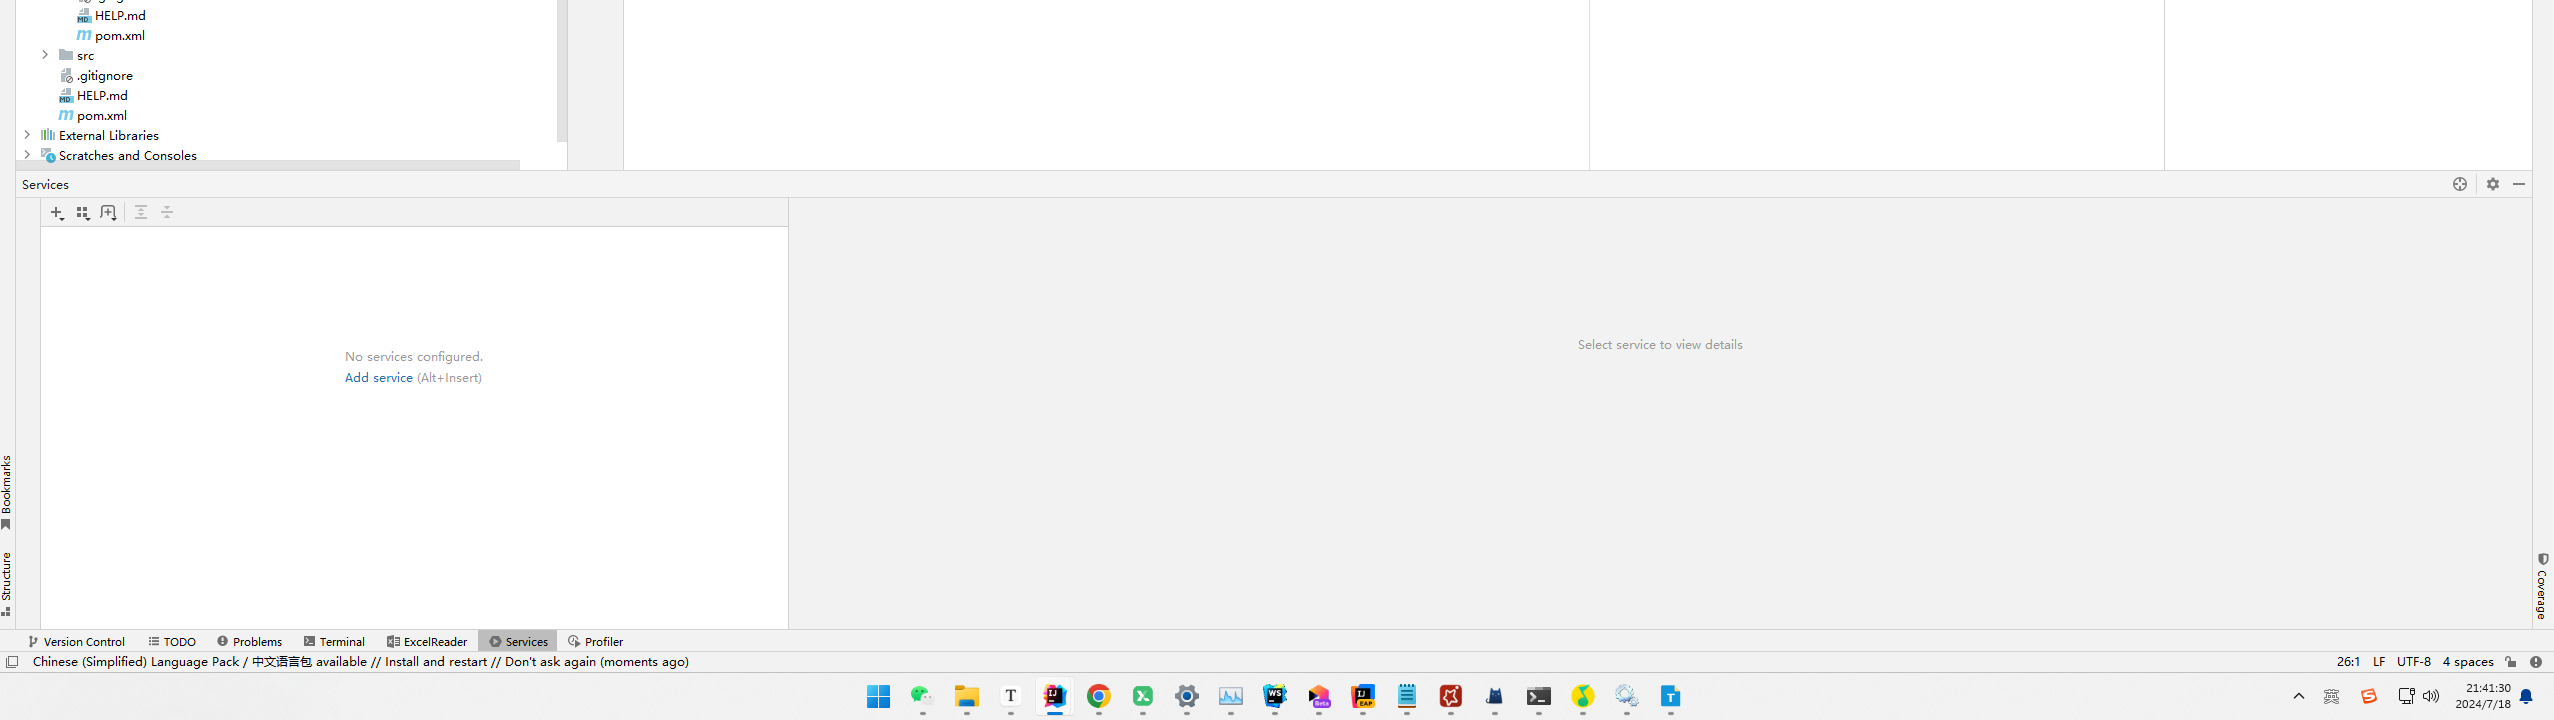 HELP.md
pom.xml
src
.gitignore
HELP.md
pom.xml
External Libraries
Scratches and Consoles
Services
No services configured.
Add service (Alt+Insert)
Select service to view details
Bookmarks
Structure
Coverage
Version Control
TODO
Problems
Terminal
ExcelReader
Services
Profiler
Chinese (Simplified) Language Pack / 中文语言包 available // Install and restart // Don't ask again (moments ago)
26:1 LF UTF-8 4 spaces
英
21:41:30
2024/7/18